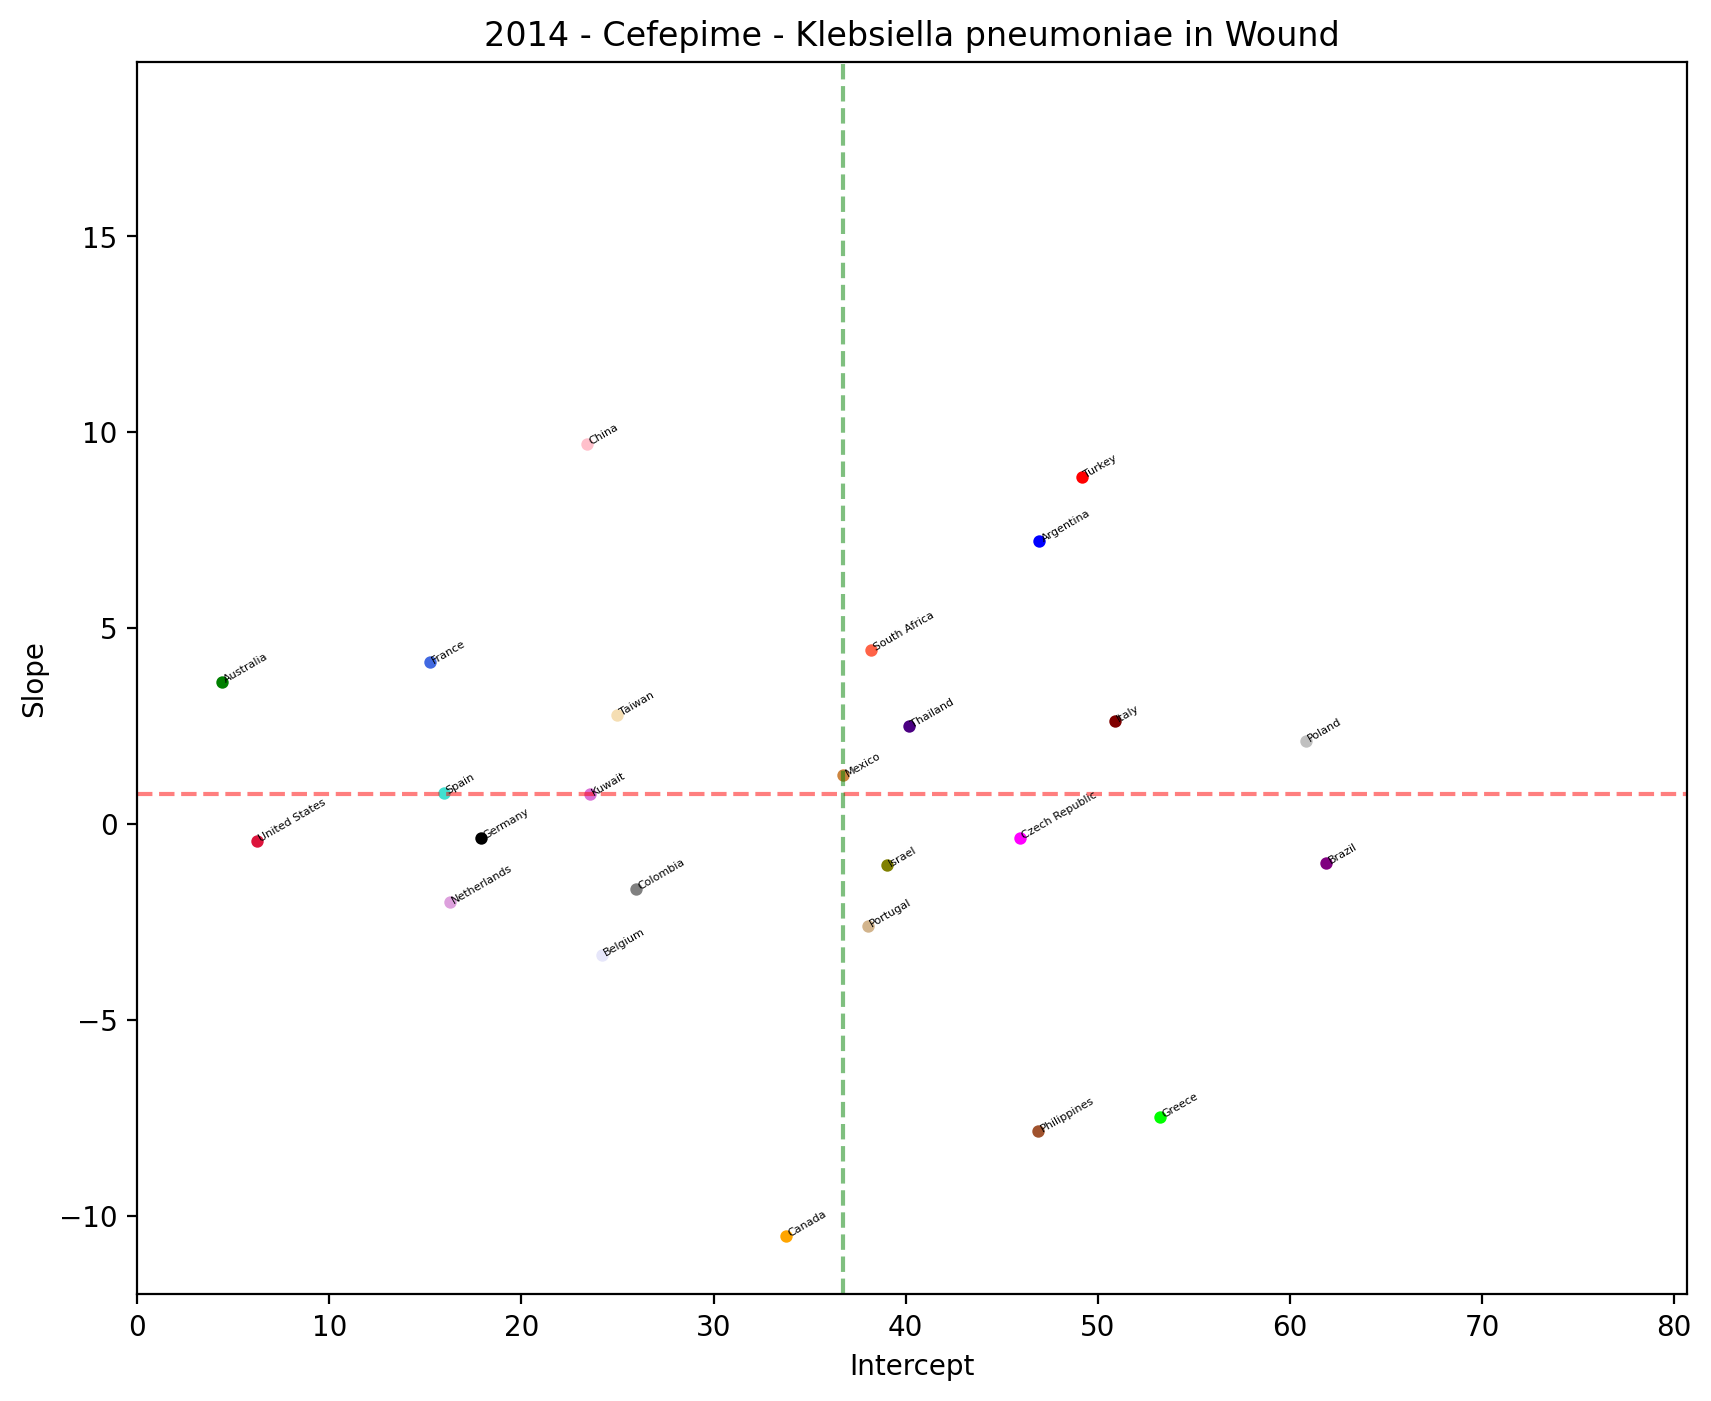 2014 - Cefepime - Klebsiella pneumoniae in Wound
Slope
15
10
5
0
−5
−10
China
Turkey
Argentina
South Africa
France
Australia
Taiwan
Thailand
Italy
Poland
Mexico
Spain
Kuwait
United States
Germany
Czech Republic
Israel
Brazil
Colombia
Netherlands
Portugal
Belgium
Greece
Philippines
Canada
0 10 20 30 40 50 60 70 80
Intercept